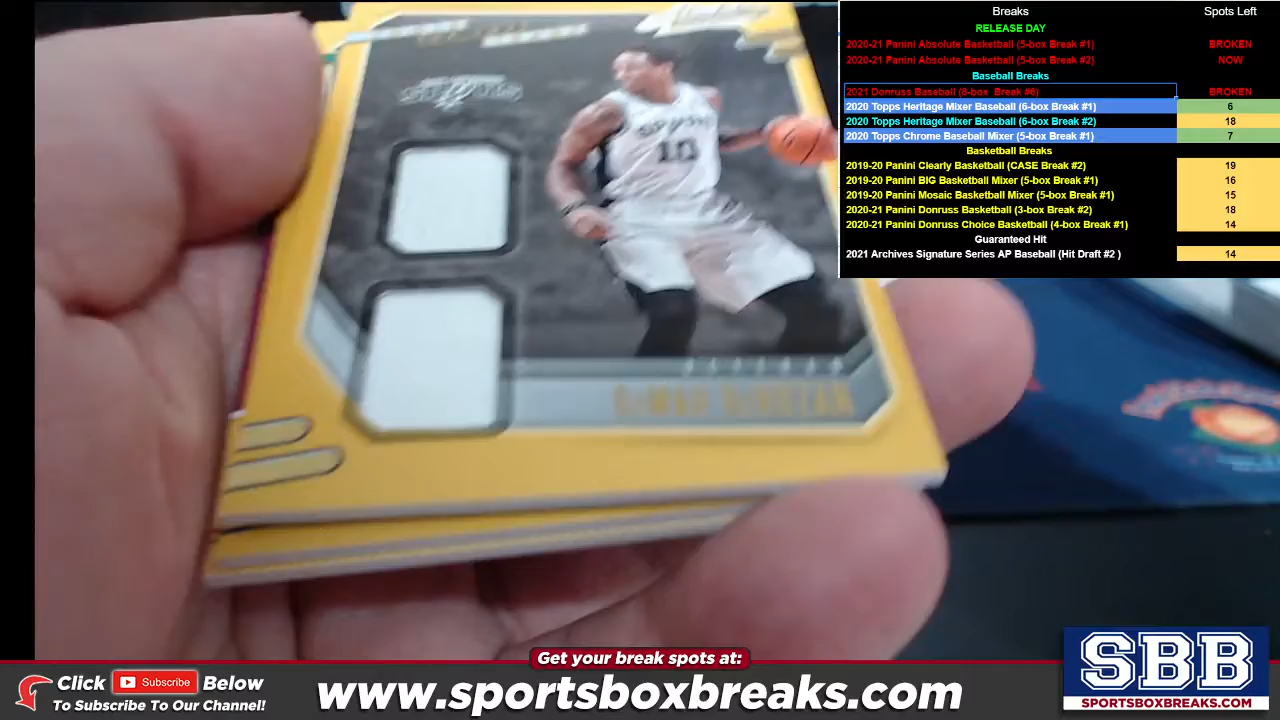 Breaks Spots Left
RELEASE DAY
2020-21 Panini Absolute Basketball (5-box Break #1) BROKEN
2020-21 Panini Absolute Basketball (5-box Break #2) NOW
Baseball Breaks
2021 Donruss Baseball (8-box Break #6) BROKEN
2020 Topps Heritage Mixer Baseball (6-box Break #1) 6
2020 Topps Heritage Mixer Baseball (6-box Break #2) 18
2020 Topps Chrome Baseball Mixer (5-box Break #1) 7
Basketball Breaks
2019-20 Panini Clearly Basketball (CASE Break #2) 19
2019-20 Panini BIG Basketball Mixer (5-box Break #1) 16
2019-20 Panini Mosaic Basketball Mixer (5-box Break #1) 15
2020-21 Panini Donruss Basketball (3-box Break #2) 18
2020-21 Panini Donruss Choice Basketball (4-box Break #1) 14
Guaranteed Hit
2021 Archives Signature Series AP Baseball (Hit Draft #2 ) 14
SPURS
10
DEMAR DEROZAN
Get your break spots at:
Click Subscribe Below
To Subscribe To Our Channel!
www.sportsboxbreaks.com
SBB
SPORTSBOXBREAKS.COM